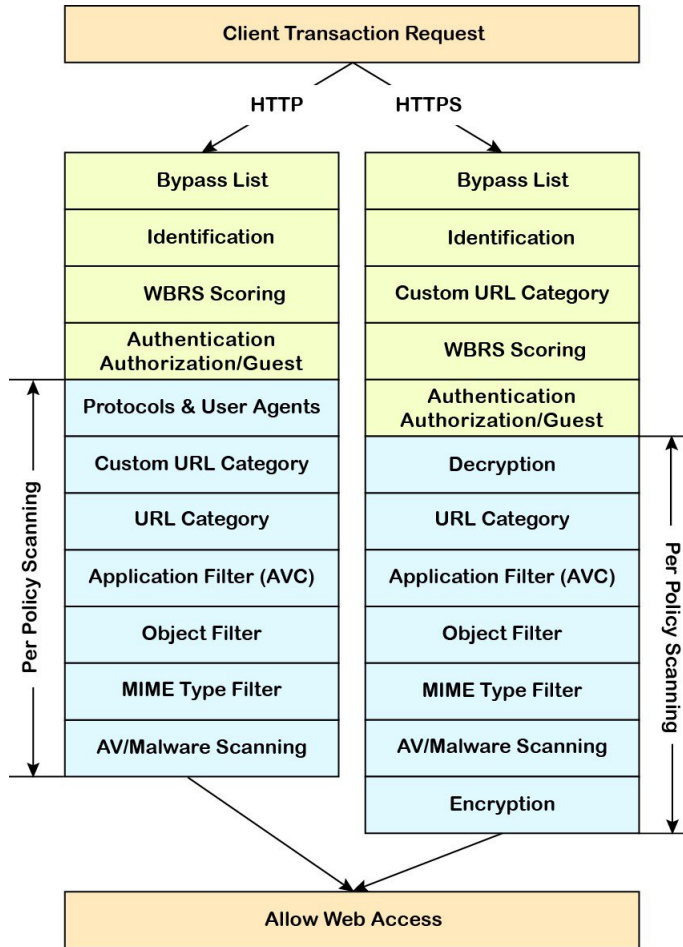 Client Transaction Request
HTTP
HTTPS
Bypass List
Identification
WBRS Scoring
Authentication
Authorization/Guest
Protocols & User Agents
Custom URL Category
URL Category
Application Filter (AVC)
Object Filter
MIME Type Filter
AV/Malware Scanning
Per Policy Scanning
Bypass List
Identification
Custom URL Category
WBRS Scoring
Authentication
Authorization/Guest
Decryption
URL Category
Application Filter (AVC)
Object Filter
MIME Type Filter
AV/Malware Scanning
Encryption
Per Policy Scanning
Allow Web Access